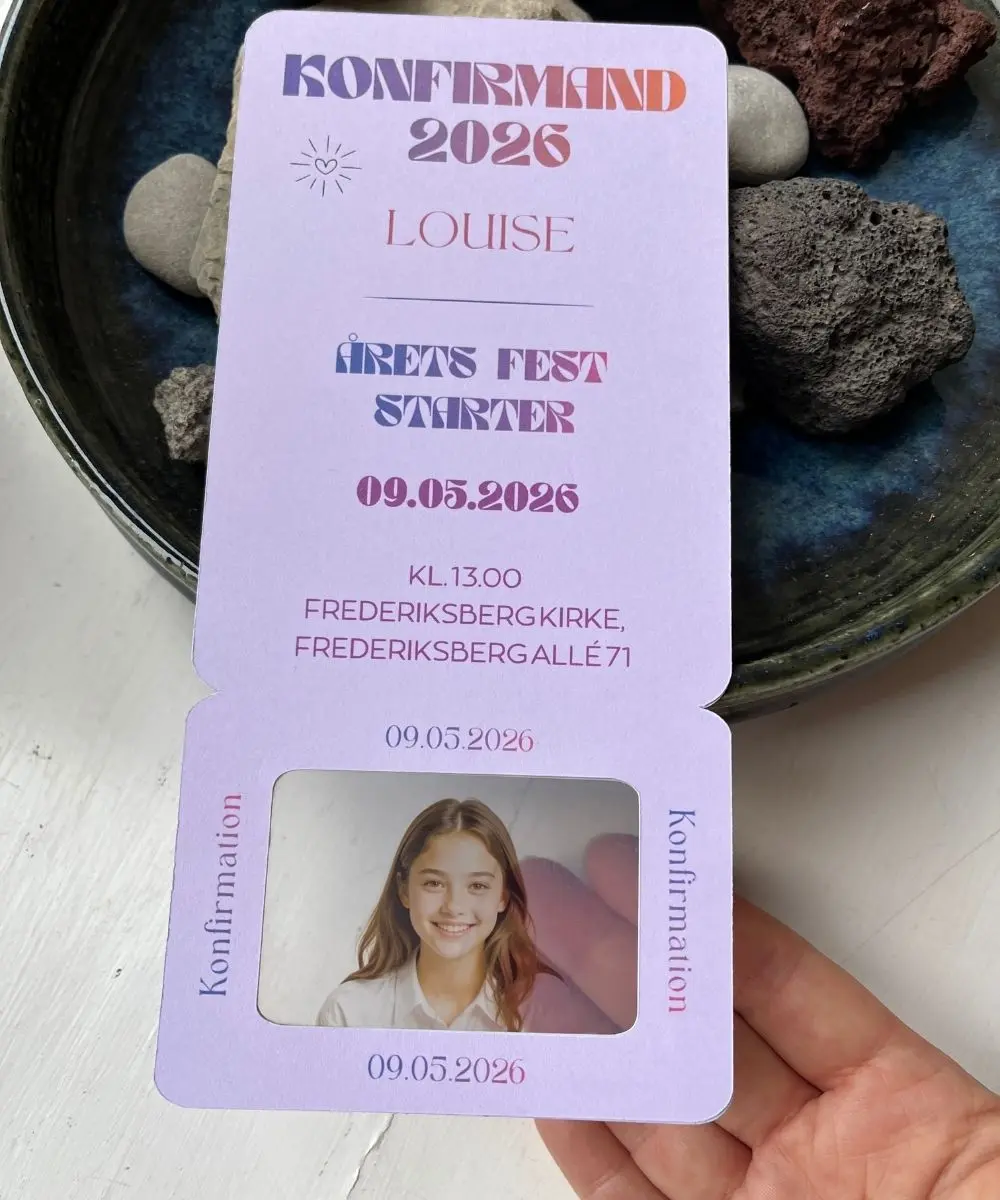 KONFIRMAND
2026
LOUISE
ÅRETS FEST
STARTER
09.05.2026
KL. 13.00
FREDERIKSBERG KIRKE,
FREDERIKSBERG ALLÉ 71
09.05.2026
Konfirmation
Konfirmation
09.05.2026